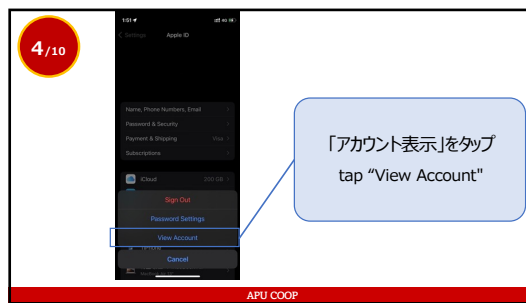 4/10
1:51
4G
Settings
Apple ID
Name, Phone Numbers, Email
Password & Security
Payment & Shipping Visa
Subscriptions
iCloud 200 GB
Sign Out
Password Settings
View Account
Cancel
「アカウント表示」をタップ
tap “View Account"
APU COOP